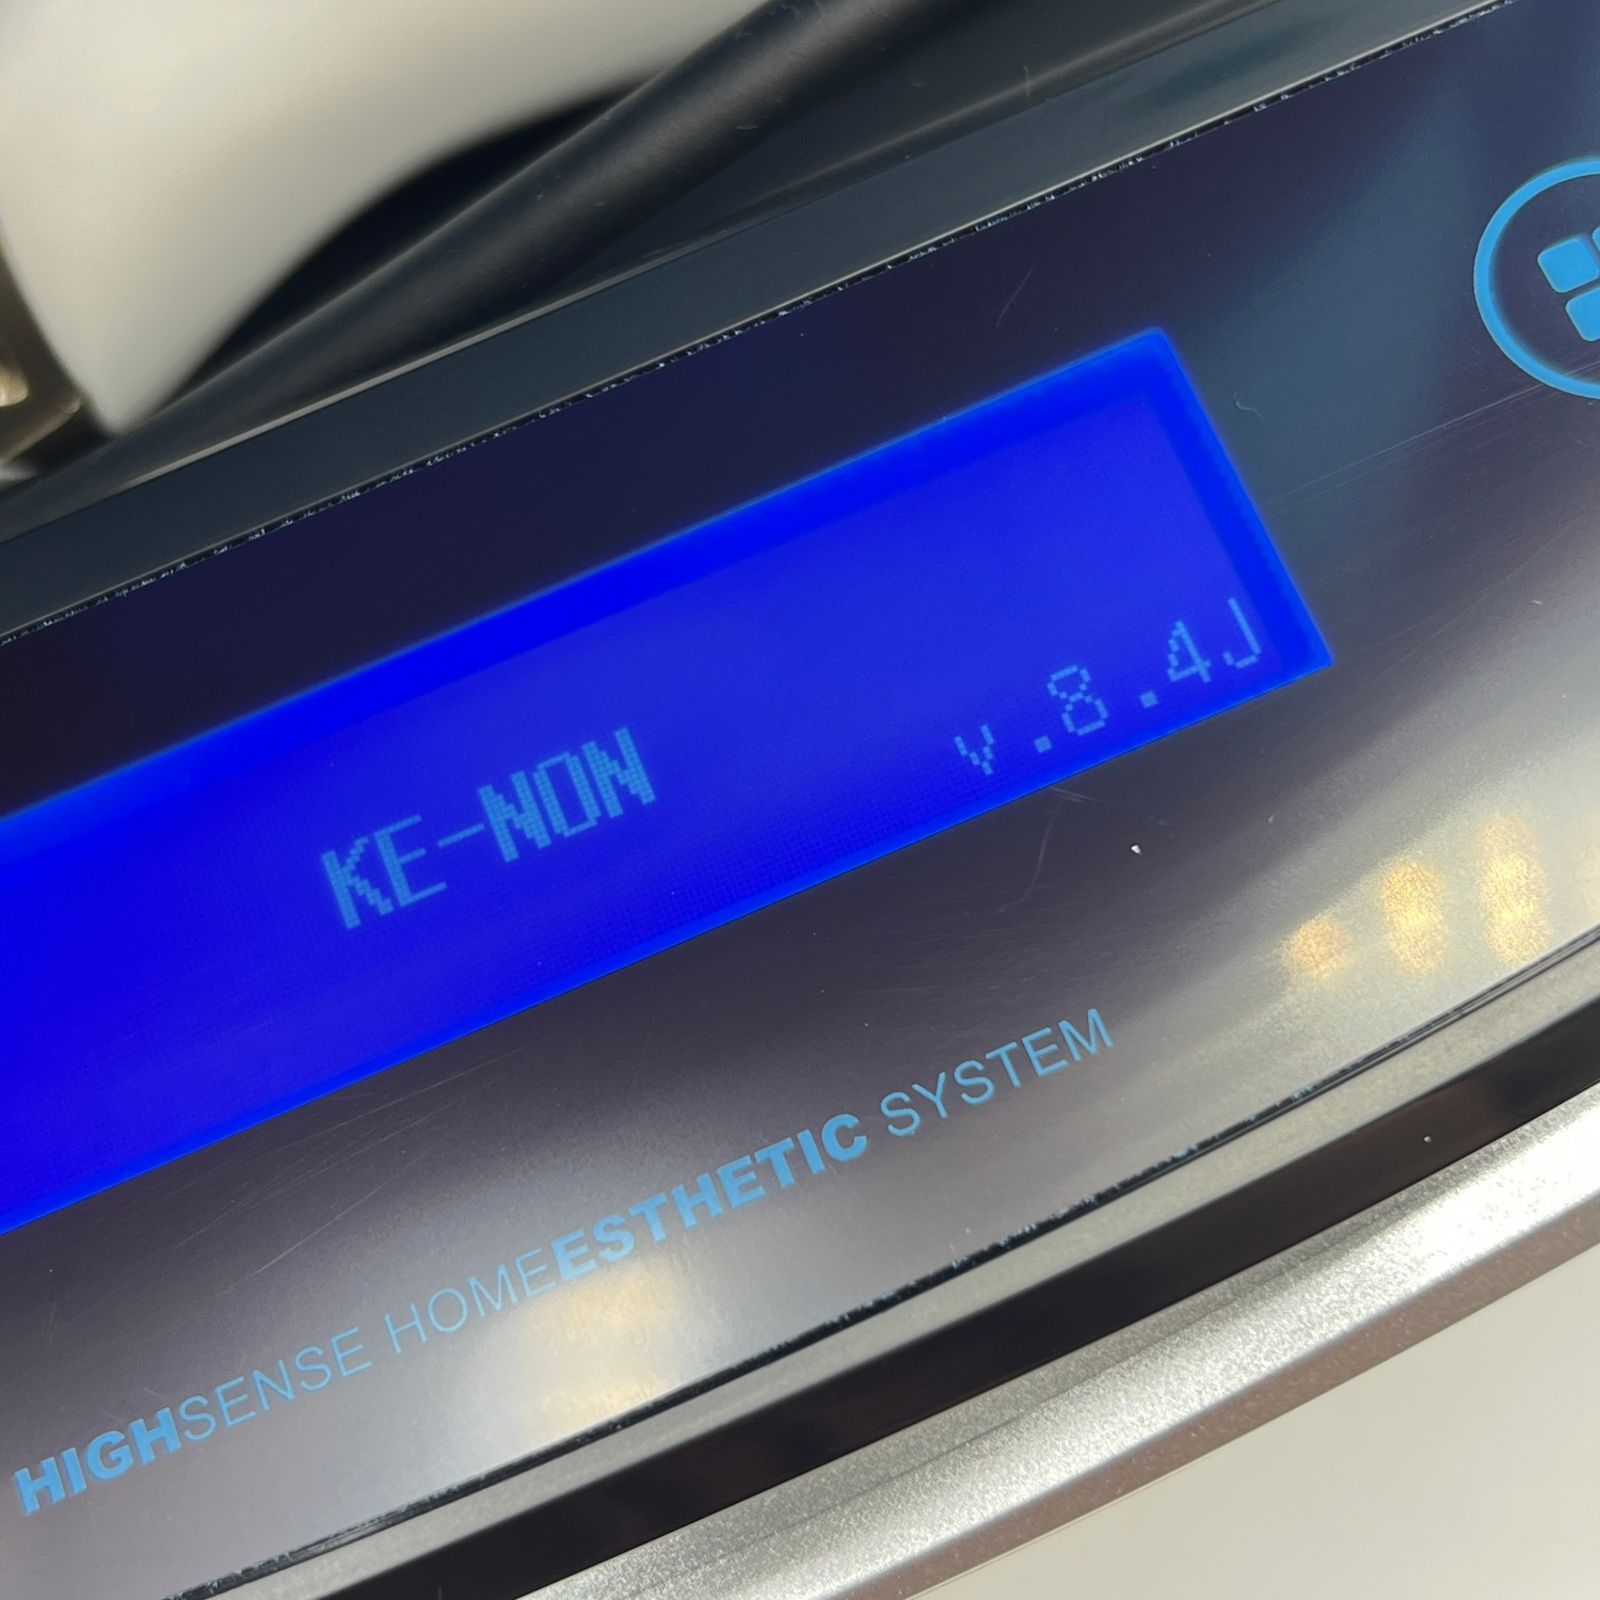 KE-NON
v.8.4J
HIGHSENSE HOMEESTHETIC SYSTEM